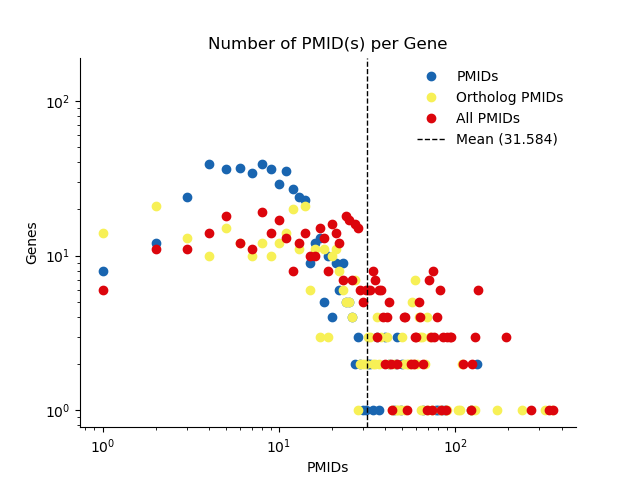 Number of PMID(s) per Gene
PMIDs
Ortholog PMIDs
All PMIDs
Mean (31.584)
Genes
10²
10¹
10⁰
10⁰ 10¹ 10²
PMIDs